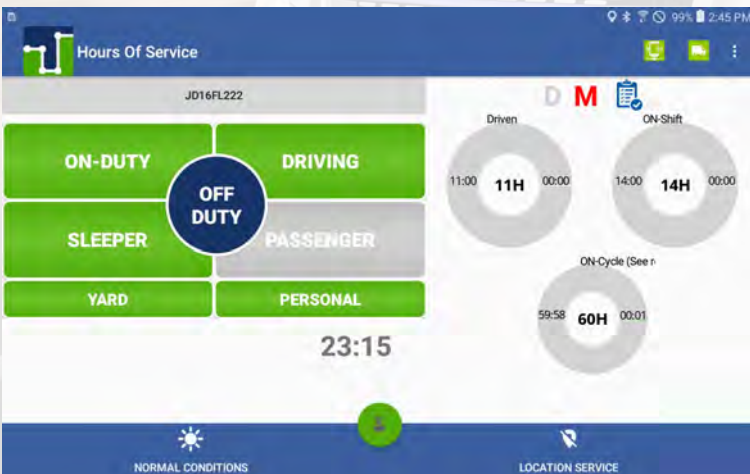 99% 2:45 PM
Hours Of Service
JD16FL222
D M
ON-DUTY
DRIVING
OFF
DUTY
SLEEPER
PASSENGER
YARD
PERSONAL
23:15
Driven
11:00 11H 00:00
ON-Shift
14:00 14H 00:00
ON-Cycle (See r
59:58 60H 00:01
NORMAL CONDITIONS
LOCATION SERVICE